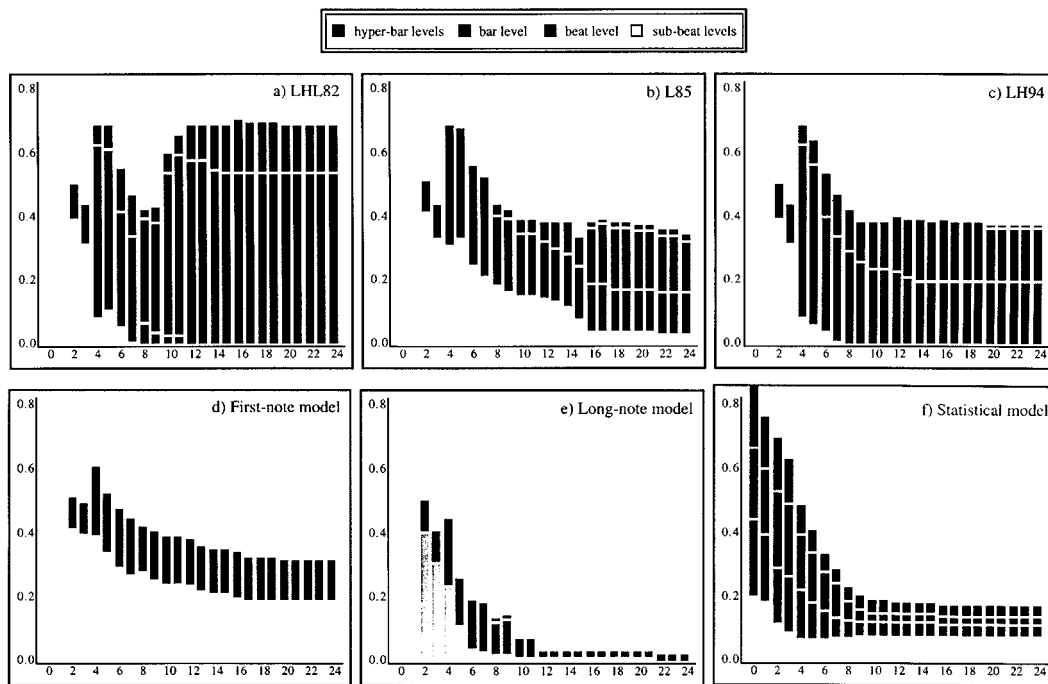 hyper-bar levels bar level beat level sub-beat levels
a) LHL82
0.8
0.6
0.4
0.2
0.0
0 2 4 6 8 10 12 14 16 18 20 22 24
b) L85
0.8
0.6
0.4
0.2
0.0
0 2 4 6 8 10 12 14 16 18 20 22 24
c) LH94
0.8
0.6
0.4
0.2
0.0
0 2 4 6 8 10 12 14 16 18 20 22 24
d) First-note model
0.8
0.6
0.4
0.2
0.0
0 2 4 6 8 10 12 14 16 18 20 22 24
e) Long-note model
0.8
0.6
0.4
0.2
0.0
0 2 4 6 8 10 12 14 16 18 20 22 24
f) Statistical model
0.8
0.6
0.4
0.2
0.0
0 2 4 6 8 10 12 14 16 18 20 22 24